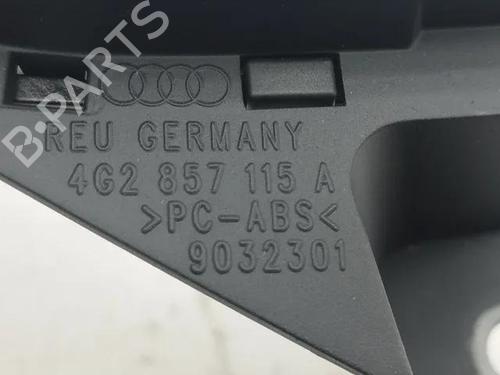 REU GERMANY
4G2 857 115 A
>PC-ABS<
9032301
B-PARTS